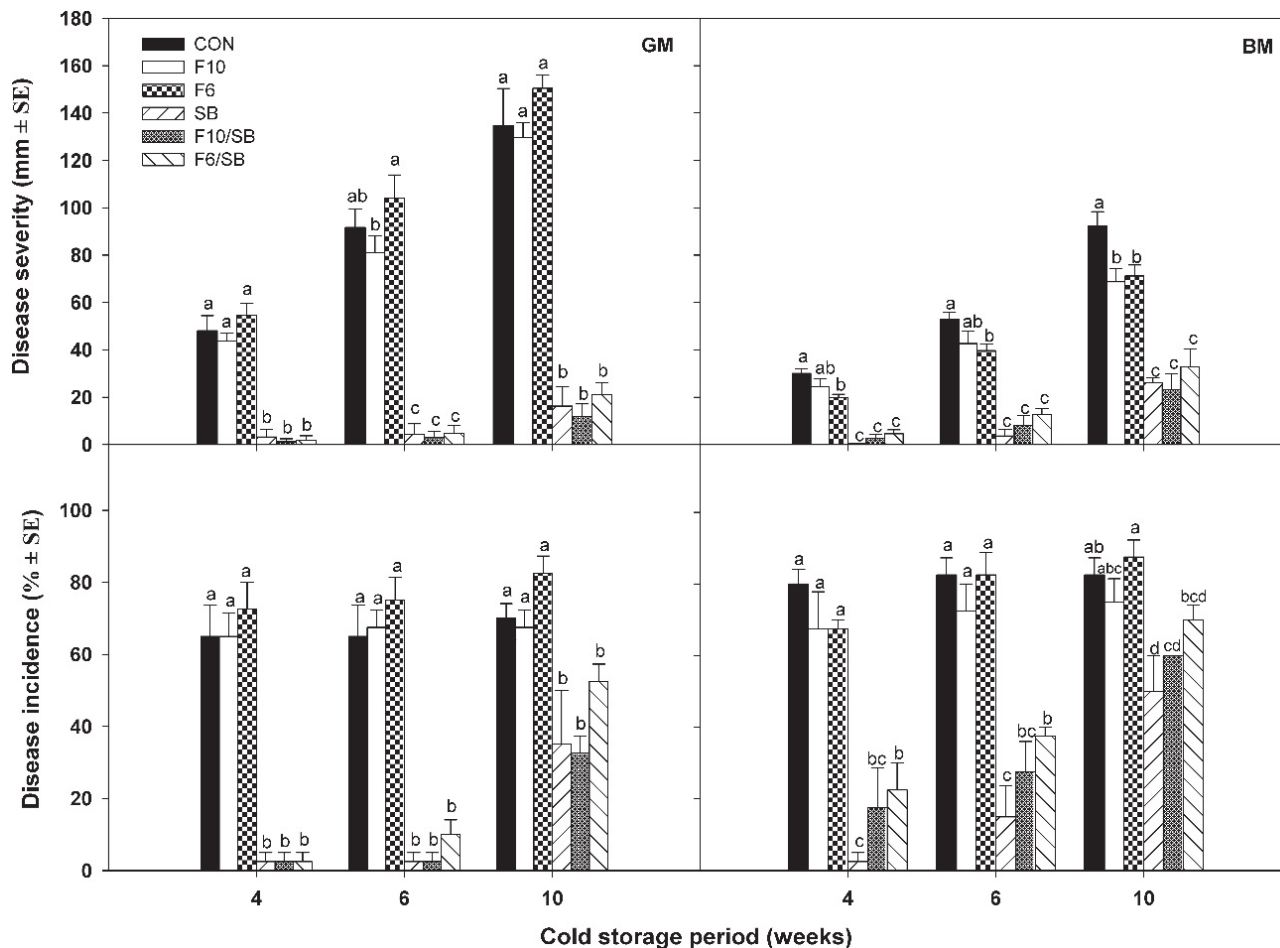 180
160
140
120
100
80
60
40
20
0
Disease severity (mm ± SE)
CON
F10
F6
SB
F10/SB
F6/SB
GM
a a a b b b
ab b a c c c
a a a b b b
BM
a ab b c c c
a ab b c c c
a b b c c c
100
80
60
40
20
0
Disease incidence (% ± SE)
a a a b b b
a a a b b b
a a a b b b
a a a c bc b
a a a c bc b
ab abc a d cd bcd
4 6 10 4 6 10
Cold storage period (weeks)